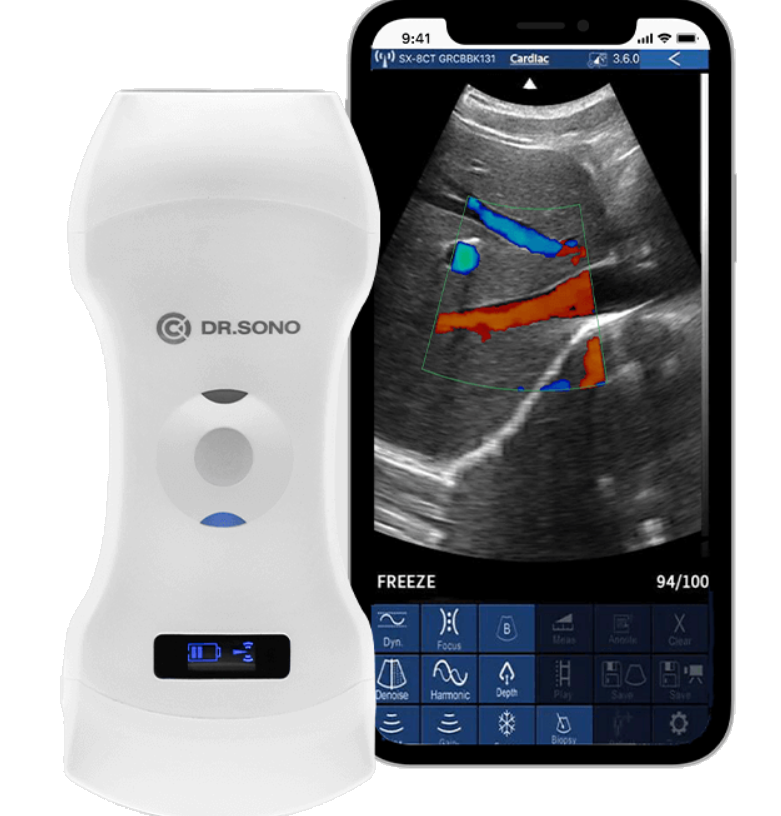 DR.SONO
9:41
SX-8CT GRCBBK131 Cardiac 3.6.0
FREEZE 94/100
B
Dyn. Focus Meas Annote Clear
Denoise Harmonic Depth Play Save Save
Biopsy